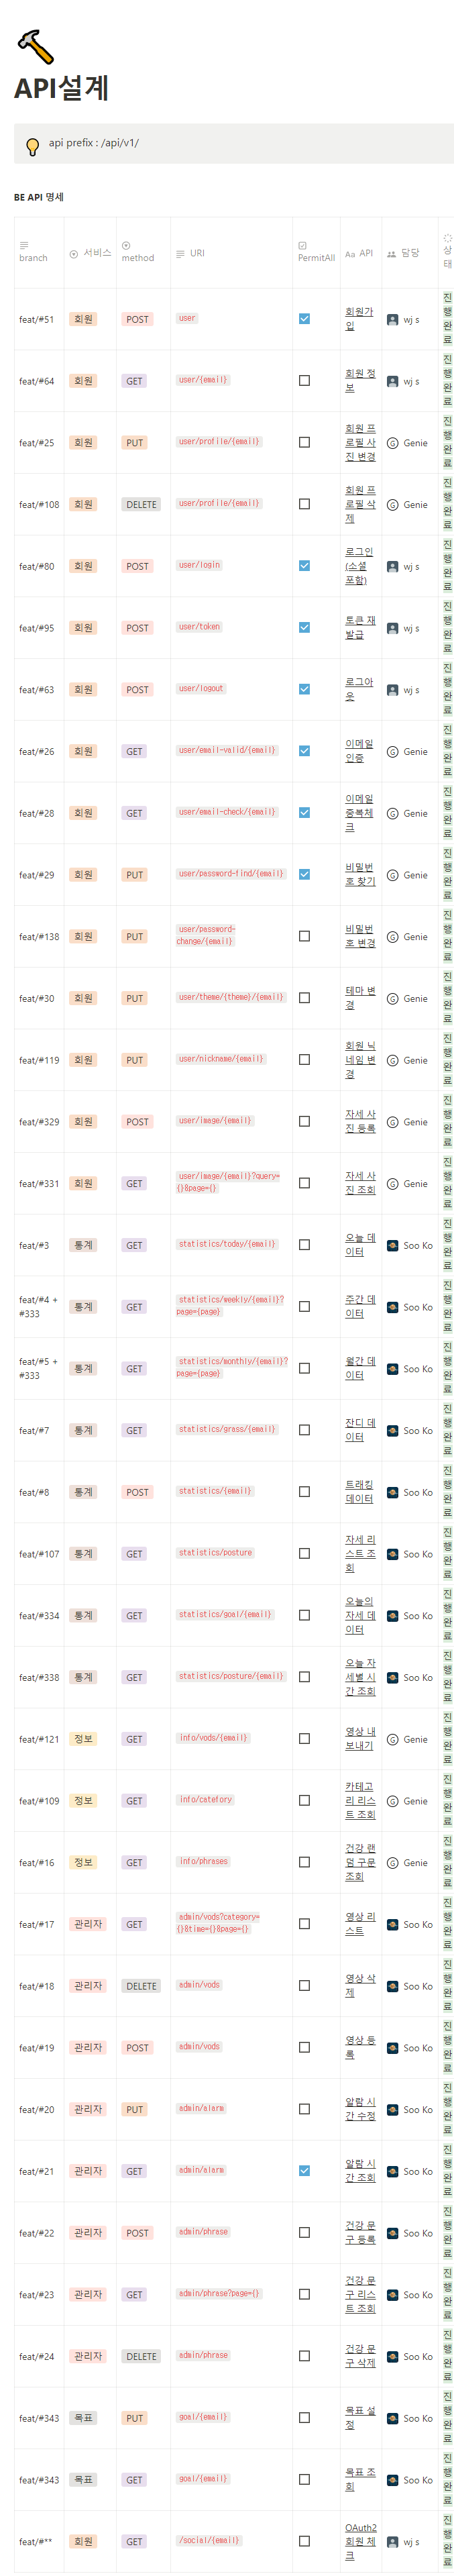 API설계
api prefix : /api/v1/
BE API 명세
branch 서비스 method URI PermitAll Aa API 담당 상태
feat/#51 회원 POST user 회원가입 wj s 진행 완료
feat/#64 회원 GET user/{email} 회원 정보 wj s 진행 완료
feat/#25 회원 PUT user/profile/{email} 회원 프로필 사진 변경 G Genie 진행 완료
feat/#108 회원 DELETE user/profile/{email} 회원 프로필 삭제 G Genie 진행 완료
feat/#80 회원 POST user/login 로그인(소셜 포함) wj s 진행 완료
feat/#95 회원 POST user/token 토큰 재발급 wj s 진행 완료
feat/#63 회원 POST user/logout 로그아웃 wj s 진행 완료
feat/#26 회원 GET user/email-valid/{email} 이메일 인증 G Genie 진행 완료
feat/#28 회원 GET user/email-check/{email} 이메일 중복체크 G Genie 진행 완료
feat/#29 회원 PUT user/password-find/{email} 비밀번호 찾기 G Genie 진행 완료
feat/#138 회원 PUT user/password-change/{email} 비밀번호 변경 G Genie 진행 완료
feat/#30 회원 PUT user/theme/{theme}/{email} 테마 변경 G Genie 진행 완료
feat/#119 회원 PUT user/nickname/{email} 회원 닉네임 변경 G Genie 진행 완료
feat/#329 회원 POST user/image/{email} 자세 사진 등록 G Genie 진행 완료
feat/#331 회원 GET user/image/{email}?query={}&page={} 자세 사진 조회 G Genie 진행 완료
feat/#3 통계 GET statistics/today/{email} 오늘 데이터 Soo Ko 진행 완료
feat/#4 + #333 통계 GET statistics/weekly/{email}?page={page} 주간 데이터 Soo Ko 진행 완료
feat/#5 + #333 통계 GET statistics/monthly/{email}?page={page} 월간 데이터 Soo Ko 진행 완료
feat/#7 통계 GET statistics/grass/{email} 잔디 데이터 Soo Ko 진행 완료
feat/#8 통계 POST statistics/{email} 트래킹 데이터 Soo Ko 진행 완료
feat/#107 통계 GET statistics/posture 자세 리스트 조회 Soo Ko 진행 완료
feat/#334 통계 GET statistics/goal/{email} 오늘의 자세 데이터 Soo Ko 진행 완료
feat/#338 통계 GET statistics/posture/{email} 오늘 자세별 시간 조회 Soo Ko 진행 완료
feat/#121 정보 GET info/vods/{email} 영상 내보내기 G Genie 진행 완료
feat/#109 정보 GET info/catefory 카테고리 리스트 조회 G Genie 진행 완료
feat/#16 정보 GET info/phrases 건강 랜덤 구문 조회 G Genie 진행 완료
feat/#17 관리자 GET admin/vods?category={}&time={}&page={} 영상 리스트 Soo Ko 진행 완료
feat/#18 관리자 DELETE admin/vods 영상 삭제 Soo Ko 진행 완료
feat/#19 관리자 POST admin/vods 영상 등록 Soo Ko 진행 완료
feat/#20 관리자 PUT admin/alarm 알람 시간 수정 Soo Ko 진행 완료
feat/#21 관리자 GET admin/alarm 알람 시간 조회 Soo Ko 진행 완료
feat/#22 관리자 POST admin/phrase 건강 문구 등록 Soo Ko 진행 완료
feat/#23 관리자 GET admin/phrase?page={} 건강 문구 리스트 조회 Soo Ko 진행 완료
feat/#24 관리자 DELETE admin/phrase 건강 문구 삭제 Soo Ko 진행 완료
feat/#343 목표 PUT goal/{email} 목표 설정 Soo Ko 진행 완료
feat/#343 목표 GET goal/{email} 목표 조회 Soo Ko 진행 완료
feat/#** 회원 GET /social/{email} OAuth2 회원 체크 wj s 진행 완료